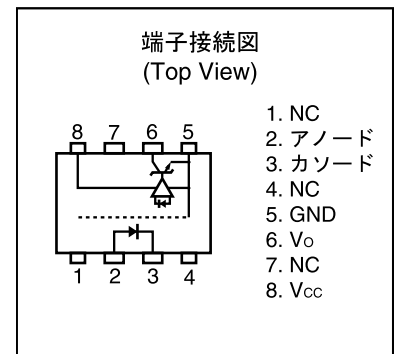 端子接続図
(Top View)
8 7 6 5
1 2 3 4
1. NC
2. アノード
3. カソード
4. NC
5. GND
6. Vo
7. NC
8. Vcc